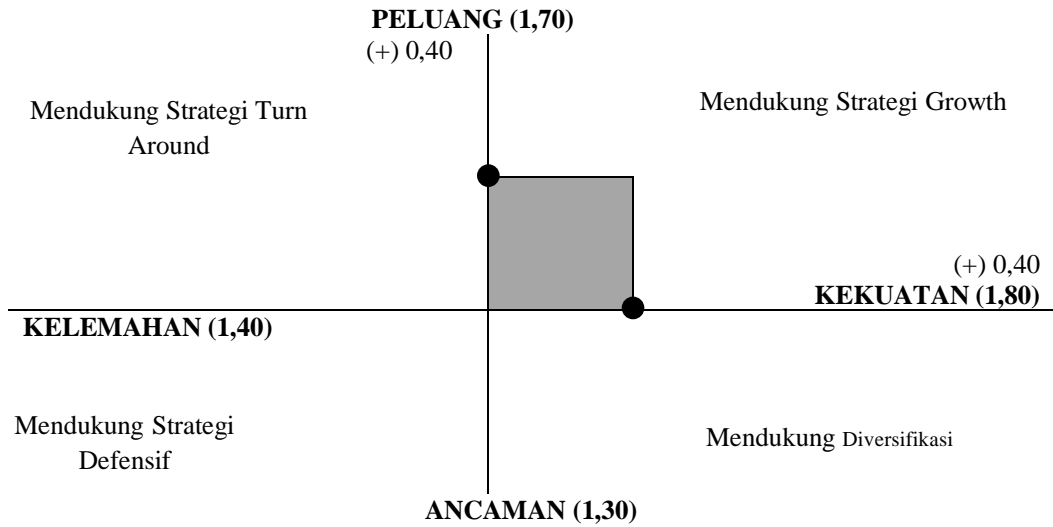 PELUANG (1,70)
(+) 0,40
Mendukung Strategi Turn
Around
Mendukung Strategi Growth
(+) 0,40
KEKUATAN (1,80)
KELEMAHAN (1,40)
Mendukung Strategi
Defensif
Mendukung Diversifikasi
ANCAMAN (1,30)